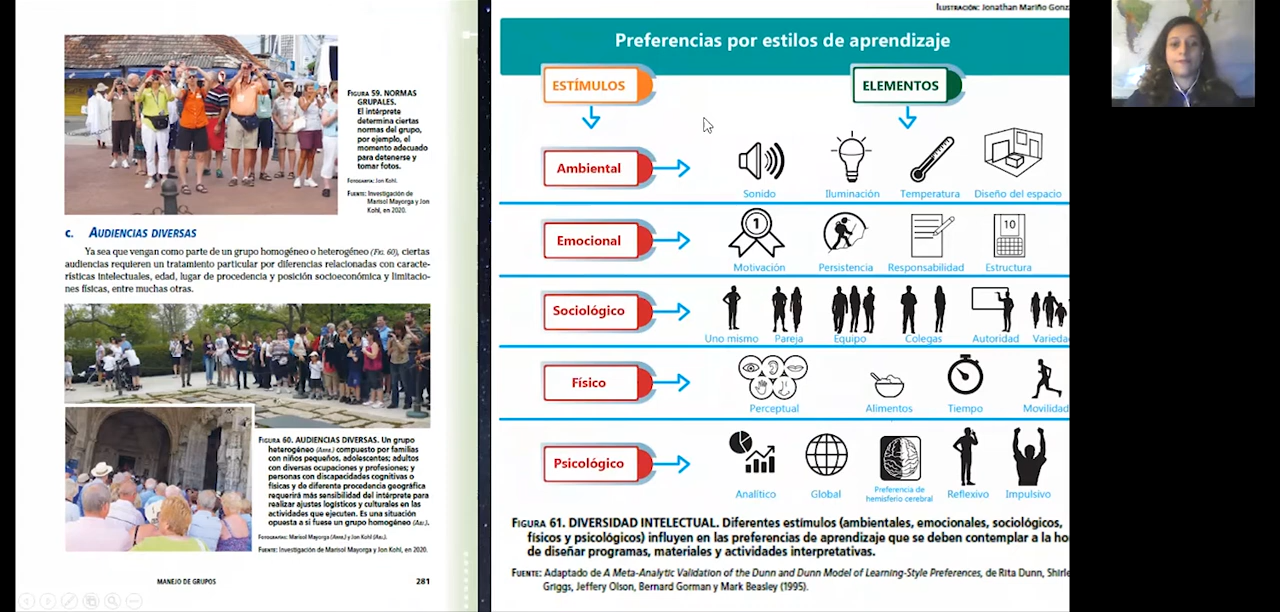 FIGURA 59. NORMAS
GRUPALES.
El intérprete
determina ciertas
normas del grupo,
por ejemplo, el
momento adecuado
para detenerse y
tomar fotos.
FOTOGRAFÍA: Jon Kohl.
FUENTE: Investigación de
Marisol Mayorga y Jon
Kohl, en 2020.
C. AUDIENCIAS DIVERSAS
Ya sea que vengan como parte de un grupo homogéneo o heterogéneo (FIG. 60), ciertas
audiencias requieren un tratamiento particular por diferencias relacionadas con caracte-
rísticas intelectuales, edad, lugar de procedencia y posición socioeconómica y limitacio-
nes físicas, entre muchas otras.
FIGURA 60. AUDIENCIAS DIVERSAS. Un grupo
heterogéneo (ARR.) compuesto por familias
con niños pequeños, adolescentes; adultos
con diversas ocupaciones y profesiones; y
personas con discapacidades cognitivas o
físicas y de diferente procedencia geográfica
requerirá más sensibilidad del intérprete para
realizar ajustes logísticos y culturales en las
actividades que ejecuten. Es una situación
opuesta a si fuese un grupo homogéneo (ABJ.).
FOTOGRAFÍAS: Marisol Mayorga (ARR.) y Jon Kohl (ABJ.).
FUENTE: Investigación de Marisol Mayorga y Jon Kohl, en 2020.
MANEJO DE GRUPOS 281
ILUSTRACIÓN: Jonathan Mariño Gonz
Preferencias por estilos de aprendizaje
ESTÍMULOS ELEMENTOS
Ambiental
Sonido Iluminación Temperatura Diseño del espacio
Emocional
1 10
Motivación Persistencia Responsabilidad Estructura
Sociológico
Uno mismo Pareja Equipo Colegas Autoridad Varieda
Físico
Perceptual Alimentos Tiempo Movilidad
Psicológico
Analítico Global Preferencia de
hemisferio cerebral Reflexivo Impulsivo
FIGURA 61. DIVERSIDAD INTELECTUAL. Diferentes estímulos (ambientales, emocionales, sociológicos,
físicos y psicológicos) influyen en las preferencias de aprendizaje que se deben contemplar a la ho
de diseñar programas, materiales y actividades interpretativas.
FUENTE: Adaptado de A Meta-Analytic Validation of the Dunn and Dunn Model of Learning-Style Preferences, de Rita Dunn, Shirle
Griggs, Jeffery Olson, Bernard Gorman y Mark Beasley (1995).